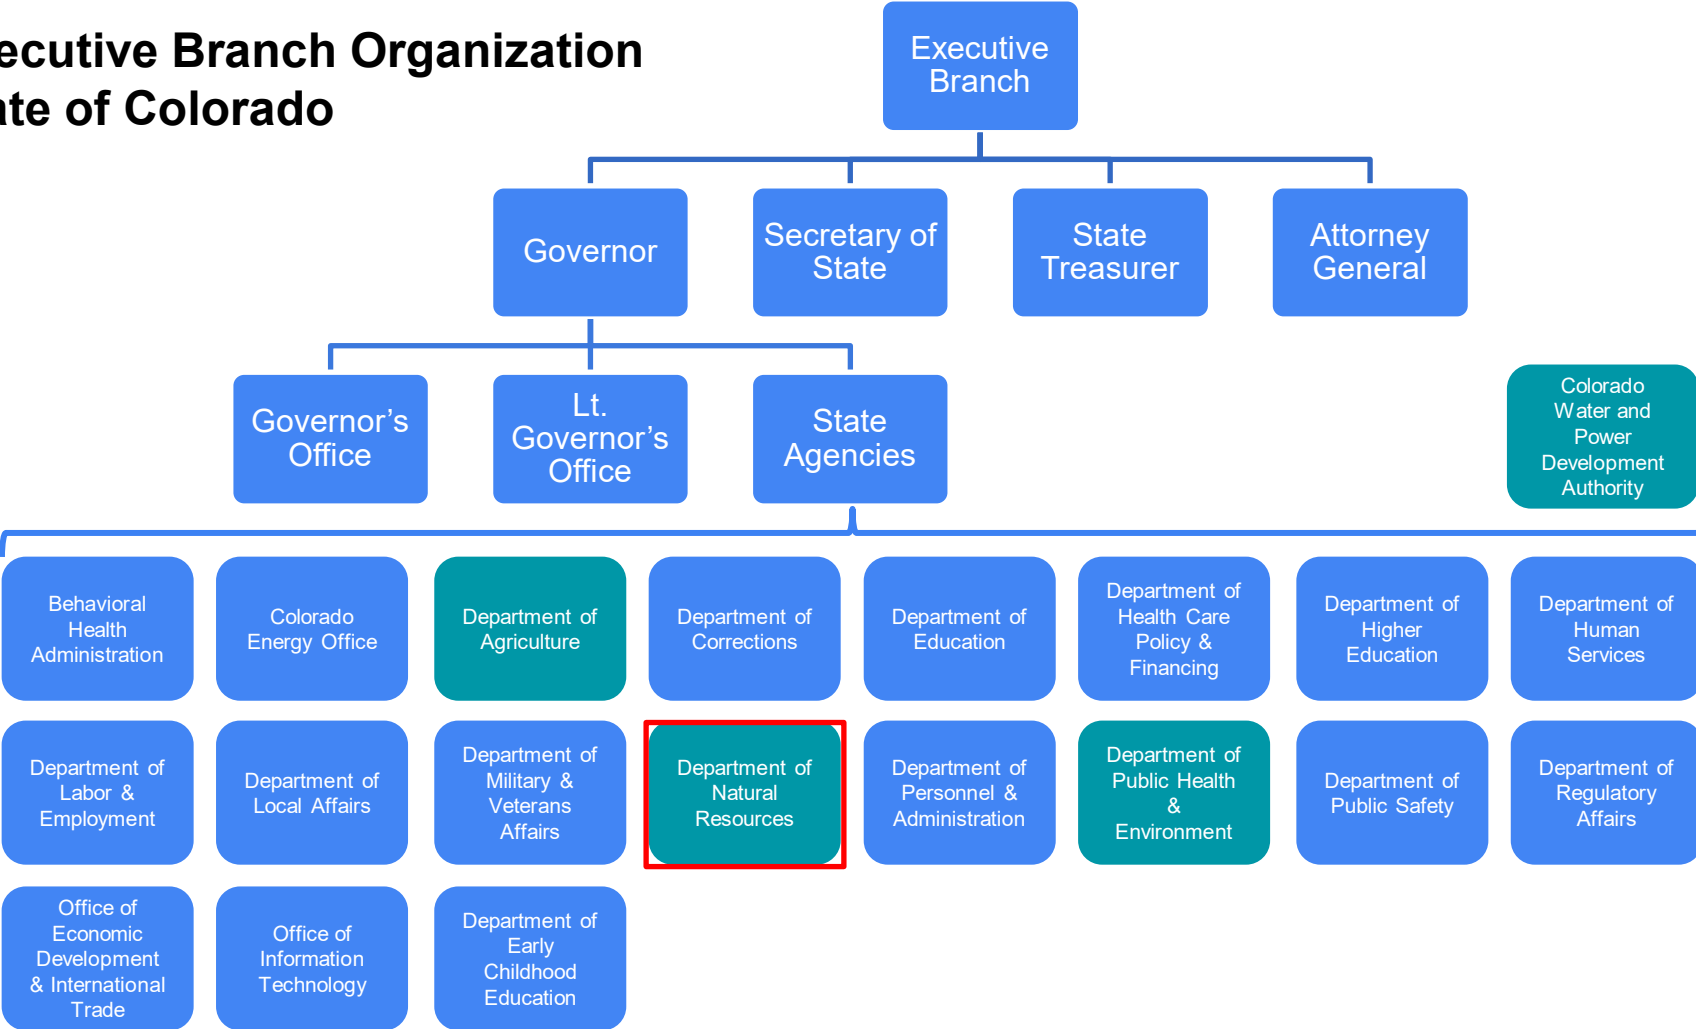 ecutive Branch Organization
ate of Colorado
Executive
Branch
Governor
Secretary of
State
State
Treasurer
Attorney
General
Governor’s
Office
Lt.
Governor’s
Office
State
Agencies
Colorado
Water and
Power
Development
Authority
Behavioral
Health
Administration
Colorado
Energy Office
Department of
Agriculture
Department of
Corrections
Department of
Education
Department of
Health Care
Policy &
Financing
Department of
Higher
Education
Department of
Human
Services
Department of
Labor &
Employment
Department of
Local Affairs
Department of
Military &
Veterans
Affairs
Department of
Natural
Resources
Department of
Personnel &
Administration
Department of
Public Health
&
Environment
Department of
Public Safety
Department of
Regulatory
Affairs
Office of
Economic
Development
& International
Trade
Office of
Information
Technology
Department of
Early
Childhood
Education